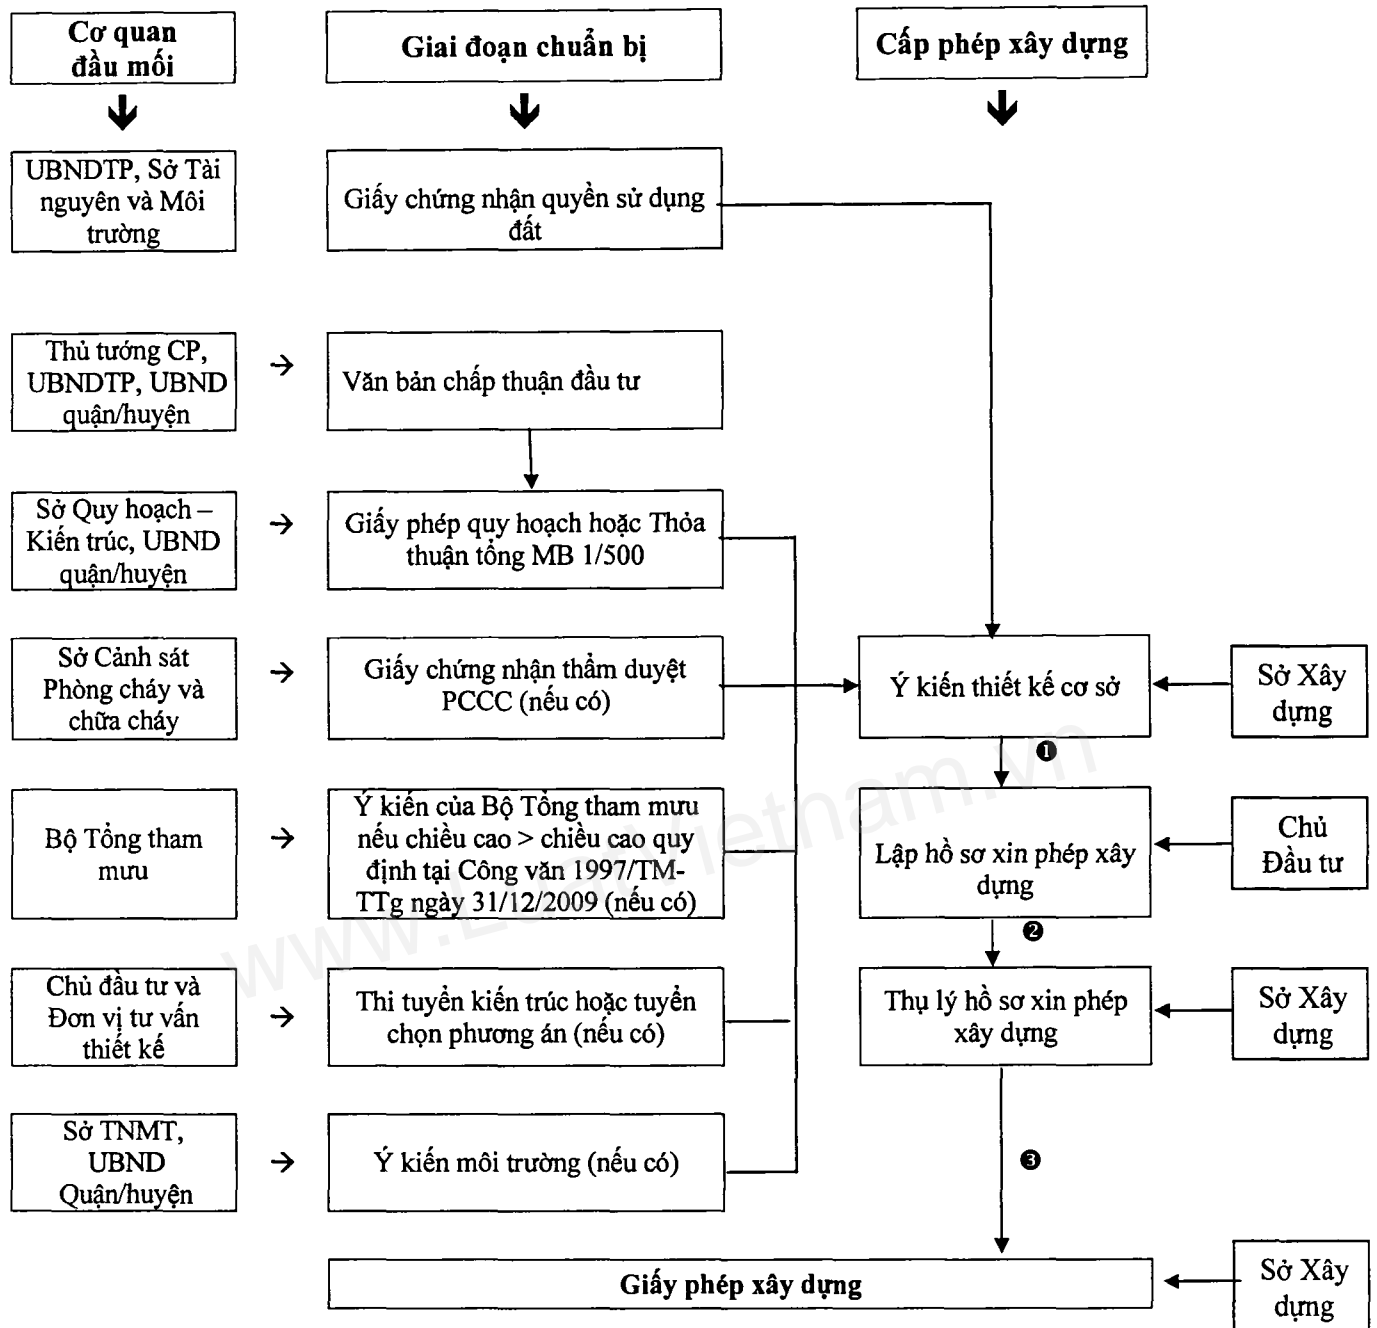 Cơ quan
đầu mối
Giai đoạn chuẩn bị
Cấp phép xây dựng
UBNDTP, Sở Tài
nguyên và Môi
trường
Giấy chứng nhận quyền sử dụng
đất
Thủ tướng CP,
UBNDTP, UBND
quận/huyện
Văn bản chấp thuận đầu tư
Sở Quy hoạch –
Kiến trúc, UBND
quận/huyện
Giấy phép quy hoạch hoặc Thỏa
thuận tổng MB 1/500
Sở Cảnh sát
Phòng cháy và
chữa cháy
Giấy chứng nhận thẩm duyệt
PCCC (nếu có)
Ý kiến thiết kế cơ sở
Sở Xây
dựng
❶
Bộ Tổng tham
mưu
Ý kiến của Bộ Tổng tham mưu
nếu chiều cao > chiều cao quy
định tại Công văn 1997/TM-
TTg ngày 31/12/2009 (nếu có)
Lập hồ sơ xin phép xây
dựng
Chủ
Đầu tư
❷
Chủ đầu tư và
Đơn vị tư vấn
thiết kế
Thi tuyển kiến trúc hoặc tuyển
chọn phương án (nếu có)
Thụ lý hồ sơ xin phép
xây dựng
Sở Xây
dựng
❸
Sở TNMT,
UBND
Quận/huyện
Ý kiến môi trường (nếu có)
Giấy phép xây dựng
Sở Xây
dựng
www.LuatVietnam.vn